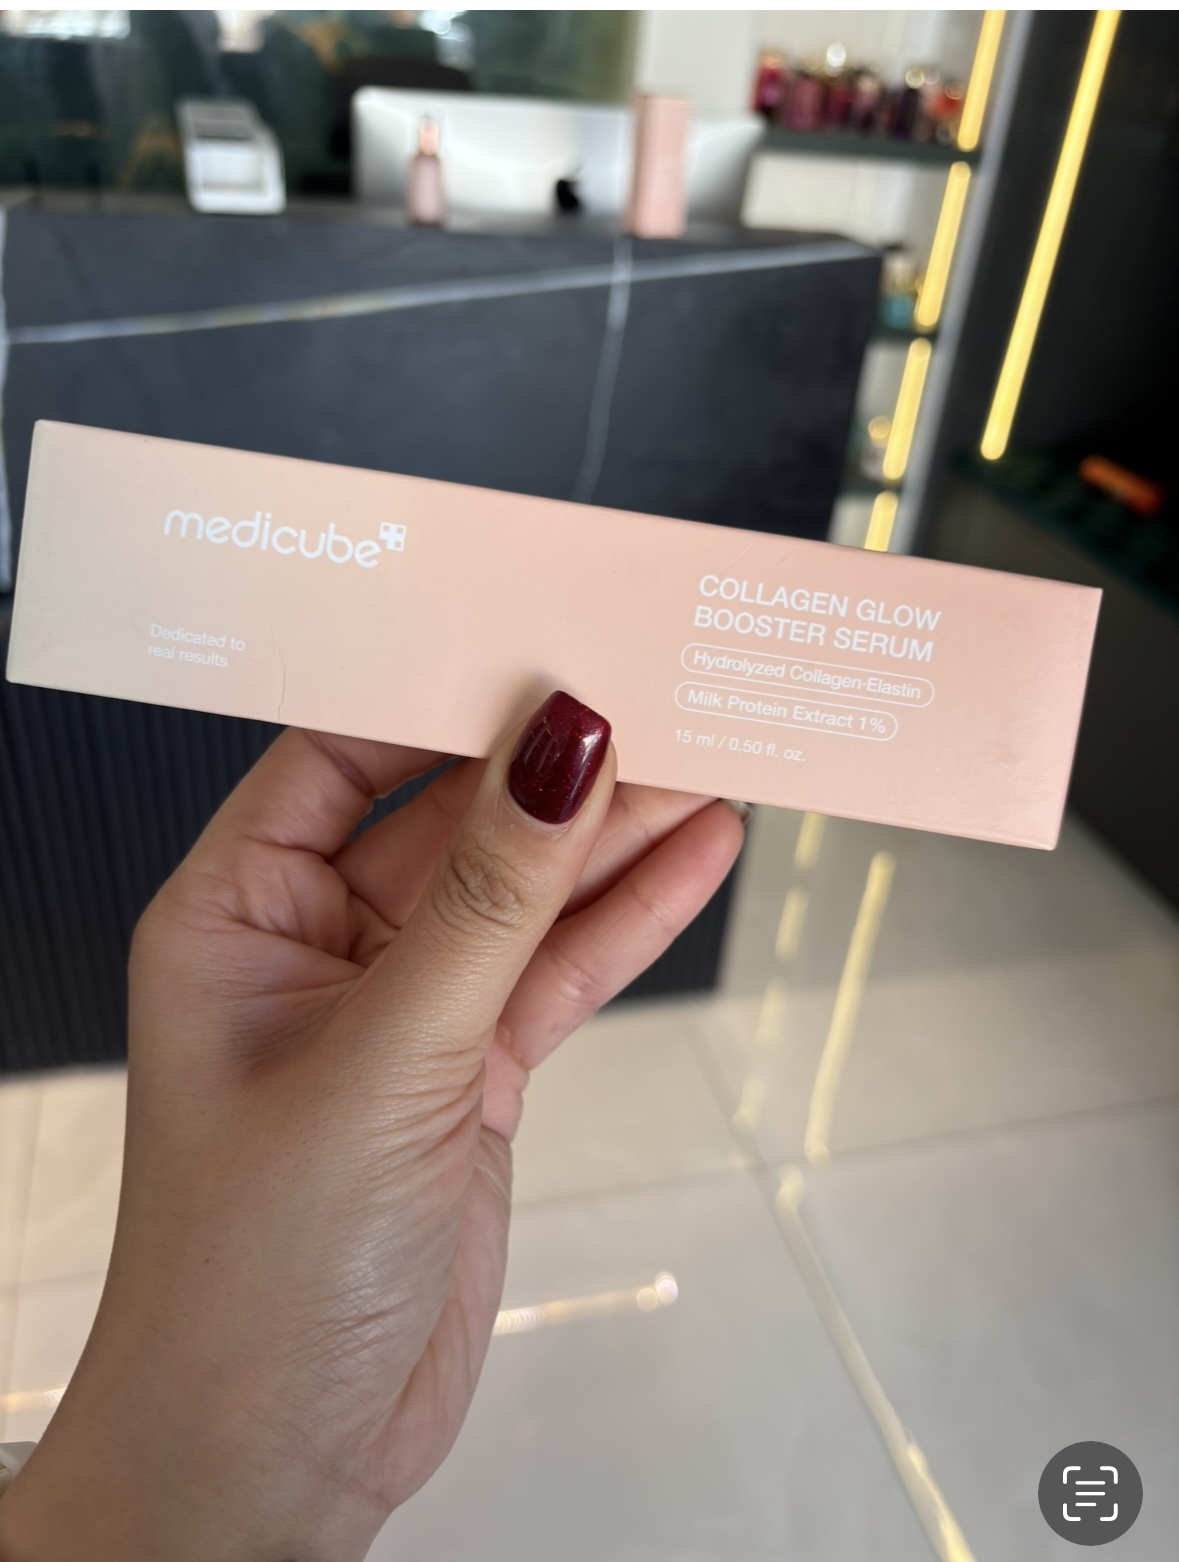 medicube
Dedicated to
real results
COLLAGEN GLOW
BOOSTER SERUM
Hydrolyzed Collagen·Elastin
Milk Protein Extract 1%
15 ml / 0.50 fl. oz.